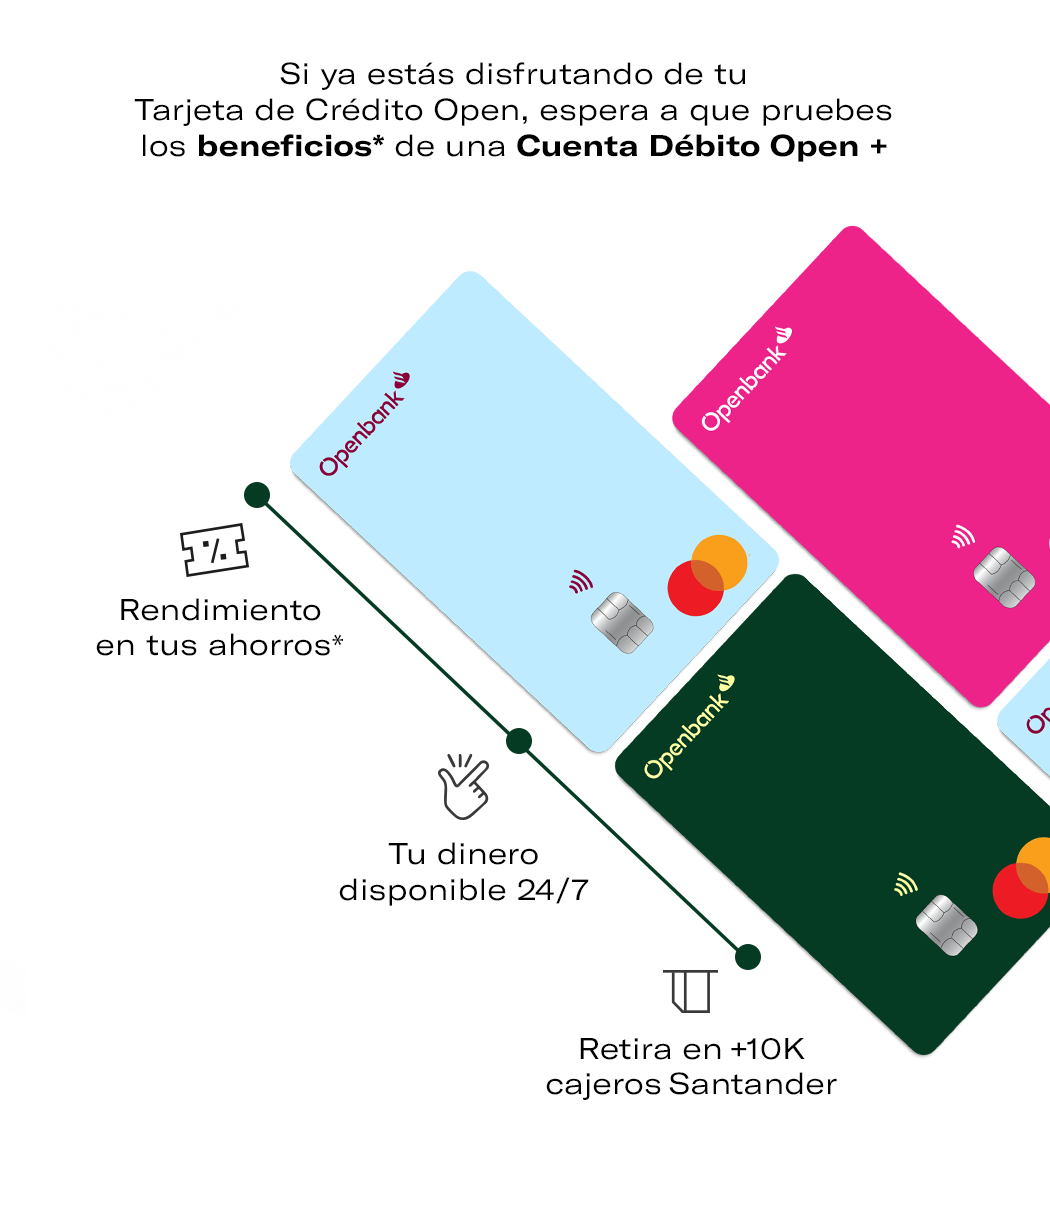 Si ya estás disfrutando de tu
Tarjeta de Crédito Open, espera a que pruebes
los beneficios* de una Cuenta Débito Open +
Openbank
Openbank
Rendimiento
en tus ahorros*
Openbank
Op
Tu dinero
disponible 24/7
Retira en +10K
cajeros Santander